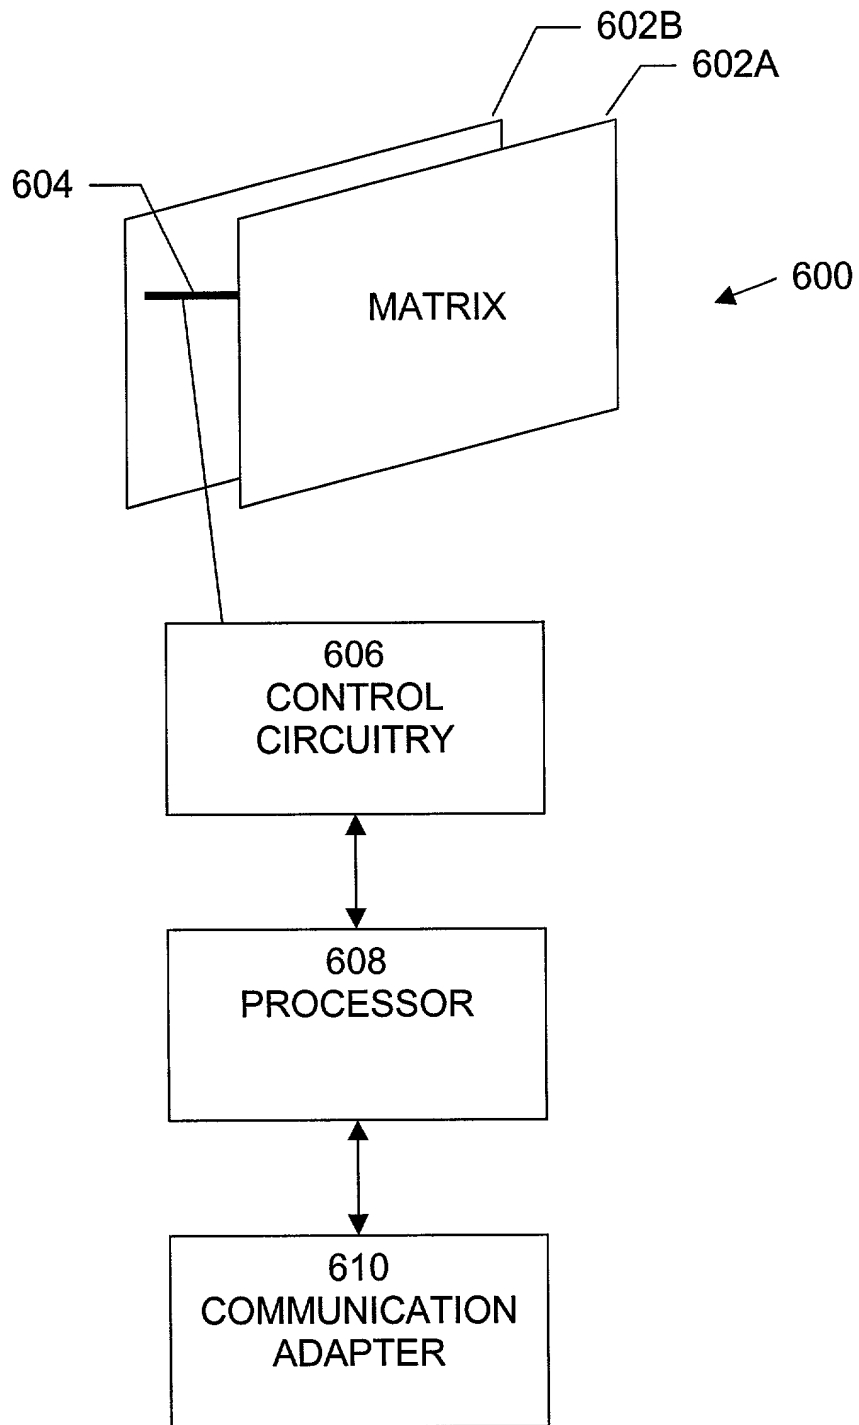 602B
602A
604
600
MATRIX
606
CONTROL
CIRCUITRY
608
PROCESSOR
610
COMMUNICATION
ADAPTER